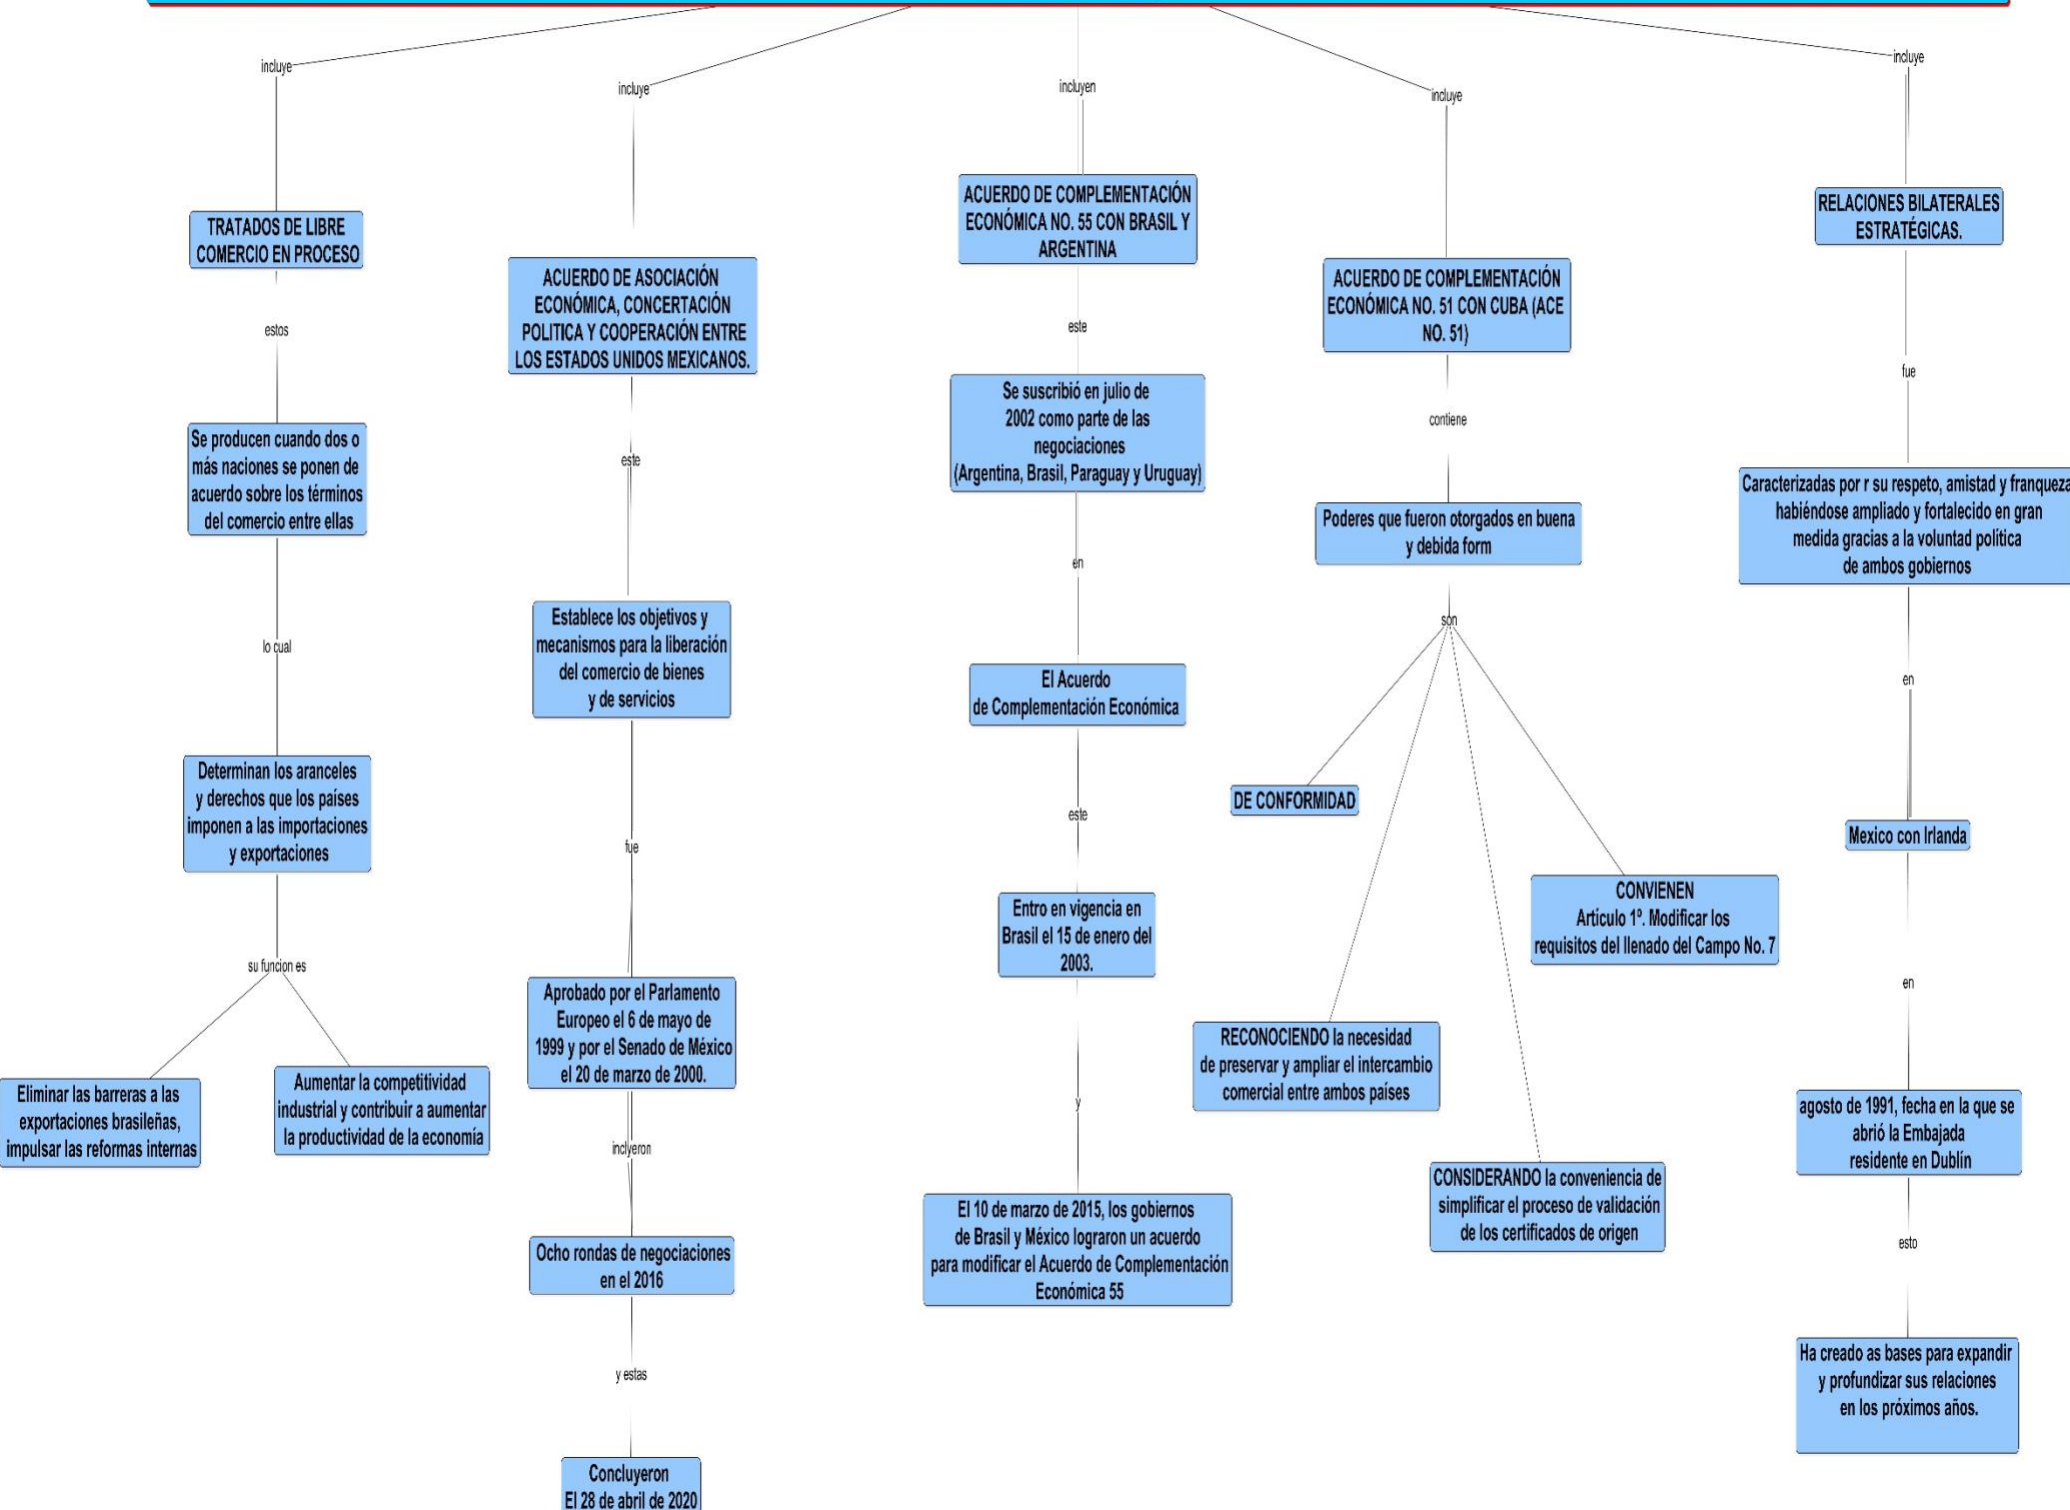 incluye
TRATADOS DE LIBRE
COMERCIO EN PROCESO
estos
Se producen cuando dos o
más naciones se ponen de
acuerdo sobre los términos
del comercio entre ellas
lo cual
Determinan los aranceles
y derechos que los países
imponen a las importaciones
y exportaciones
su funcion es
Eliminar las barreras a las
exportaciones brasileñas,
impulsar las reformas internas
Aumentar la competitividad
industrial y contribuir a aumentar
la productividad de la economía
incluye
ACUERDO DE ASOCIACIÓN
ECONÓMICA, CONCERTACIÓN
POLITICA Y COOPERACIÓN ENTRE
LOS ESTADOS UNIDOS MEXICANOS.
este
Establece los objetivos y
mecanismos para la liberación
del comercio de bienes
y de servicios
fue
Aprobado por el Parlamento
Europeo el 6 de mayo de
1999 y por el Senado de México
el 20 de marzo de 2000.
inclyeron
Ocho rondas de negociaciones
en el 2016
y estas
Concluyeron
El 28 de abril de 2020
incluyen
ACUERDO DE COMPLEMENTACIÓN
ECONÓMICA NO. 55 CON BRASIL Y
ARGENTINA
este
Se suscribió en julio de
2002 como parte de las
negociaciones
(Argentina, Brasil, Paraguay y Uruguay)
en
El Acuerdo
de Complementación Económica
este
Entro en vigencia en
Brasil el 15 de enero del
2003.
y
El 10 de marzo de 2015, los gobiernos
de Brasil y México lograron un acuerdo
para modificar el Acuerdo de Complementación
Económica 55
incluye
ACUERDO DE COMPLEMENTACIÓN
ECONÓMICA NO. 51 CON CUBA (ACE
NO. 51)
contiene
Poderes que fueron otorgados en buena
y debida form
son
DE CONFORMIDAD
RECONOCIENDO la necesidad
de preservar y ampliar el intercambio
comercial entre ambos países
CONSIDERANDO la conveniencia de
simplificar el proceso de validación
de los certificados de origen
CONVIENEN
Artículo 1º. Modificar los
requisitos del llenado del Campo No. 7
incluye
RELACIONES BILATERALES
ESTRATÉGICAS.
fue
Caracterizadas por r su respeto, amistad y franqueza
habiéndose ampliado y fortalecido en gran
medida gracias a la voluntad política
de ambos gobiernos
en
Mexico con Irlanda
en
agosto de 1991, fecha en la que se
abrió la Embajada
residente en Dublín
esto
Ha creado as bases para expandir
y profundizar sus relaciones
en los próximos años.